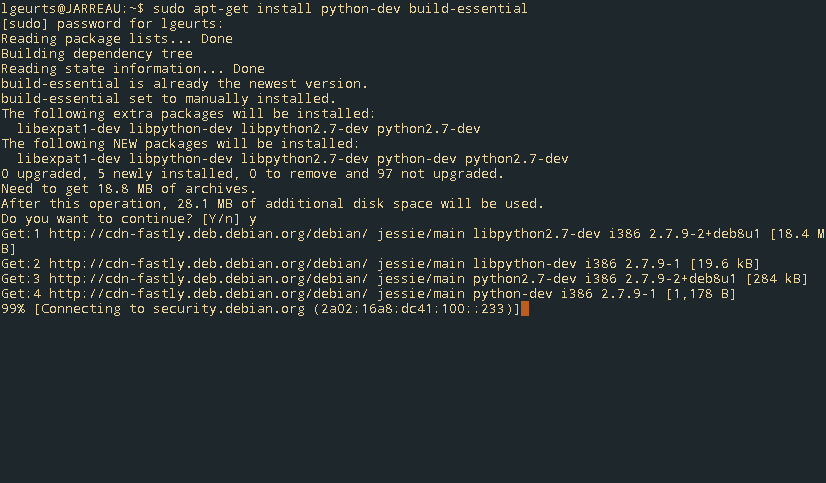 lgeurts@JARREAU:~$ sudo apt-get install python-dev build-essential
[sudo] password for lgeurts:
Reading package lists... Done
Building dependency tree
Reading state information... Done
build-essential is already the newest version.
build-essential set to manually installed.
The following extra packages will be installed:
  libexpat1-dev libpython-dev libpython2.7-dev python2.7-dev
The following NEW packages will be installed:
  libexpat1-dev libpython-dev libpython2.7-dev python-dev python2.7-dev
0 upgraded, 5 newly installed, 0 to remove and 97 not upgraded.
Need to get 18.8 MB of archives.
After this operation, 28.1 MB of additional disk space will be used.
Do you want to continue? [Y/n] y
Get:1 http://cdn-fastly.deb.debian.org/debian/ jessie/main libpython2.7-dev i386 2.7.9-2+deb8u1 [18.4 M
B]
Get:2 http://cdn-fastly.deb.debian.org/debian/ jessie/main libpython-dev i386 2.7.9-1 [19.6 kB]
Get:3 http://cdn-fastly.deb.debian.org/debian/ jessie/main python2.7-dev i386 2.7.9-2+deb8u1 [284 kB]
Get:4 http://cdn-fastly.deb.debian.org/debian/ jessie/main python-dev i386 2.7.9-1 [1,178 B]
99% [Connecting to security.debian.org (2a02:16a8:dc41:100::233)]